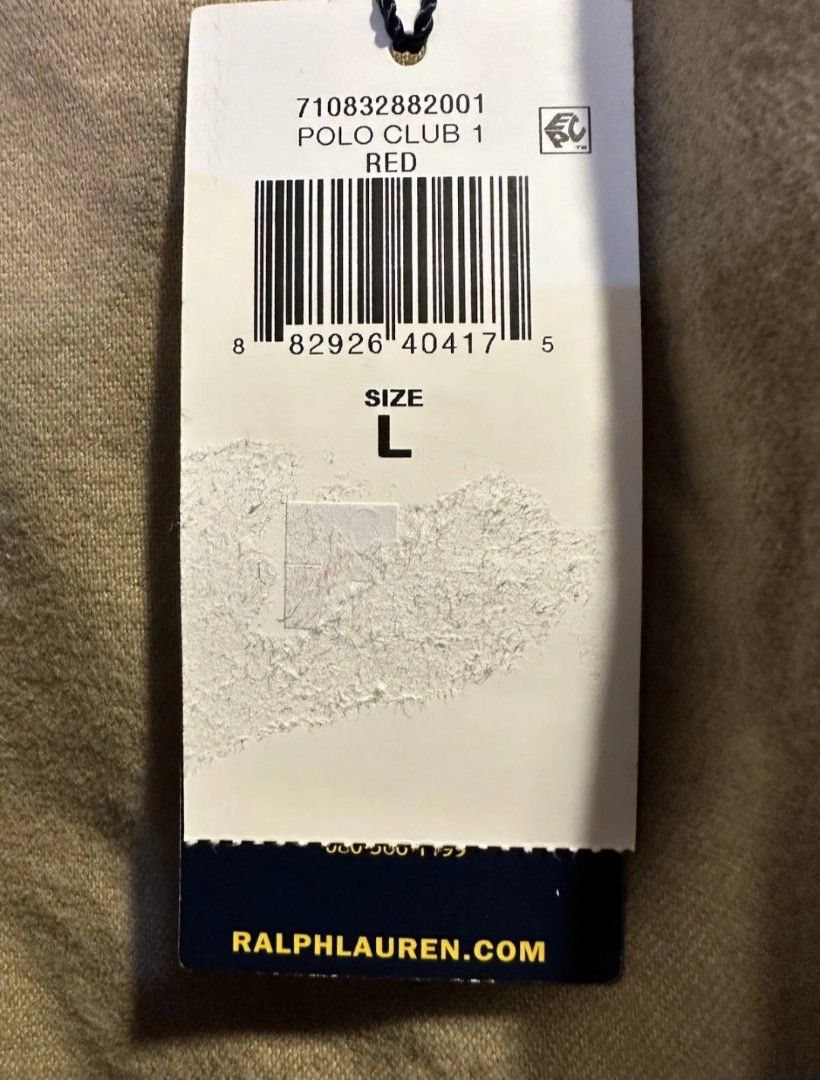 710832882001
POLO CLUB 1
RED
8 82926 40417 5
SIZE
L
RALPHLAUREN.COM